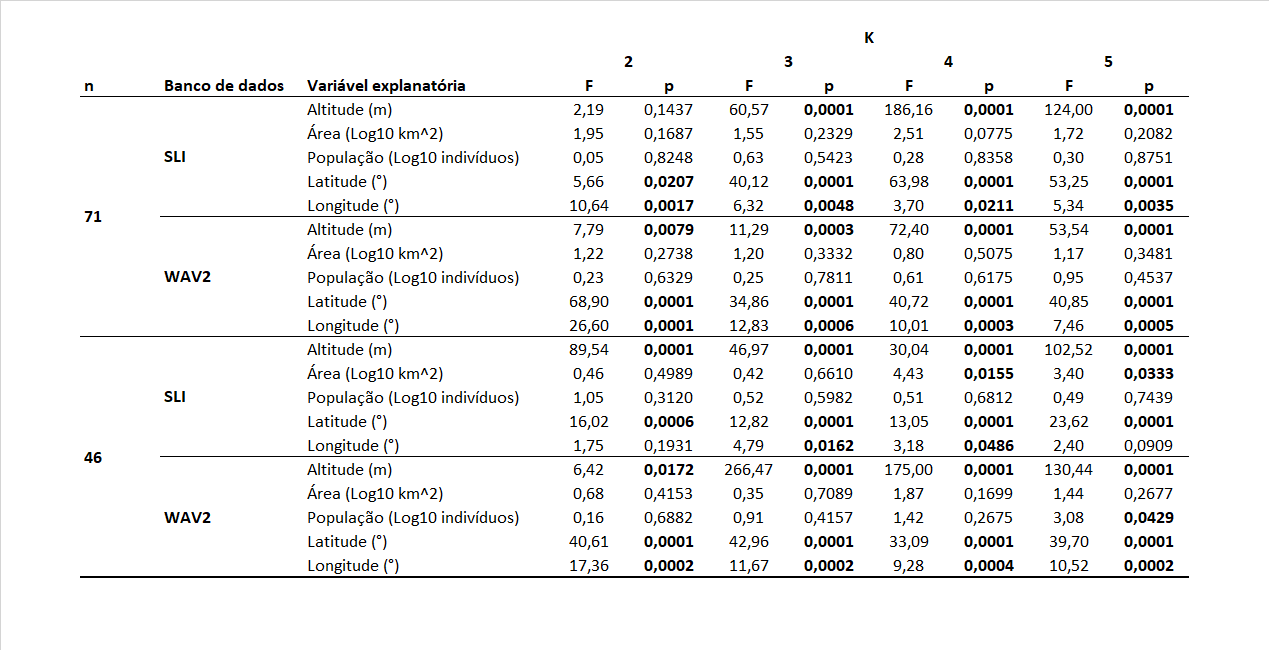 K
2 3 4 5
n Banco de dados Variável explanatória F p F p F p F p
Altitude (m) 2,19 0,1437 60,57 0,0001 186,16 0,0001 124,00 0,0001
Área (Log10 km^2) 1,95 0,1687 1,55 0,2329 2,51 0,0775 1,72 0,2082
SLI População (Log10 indivíduos) 0,05 0,8248 0,63 0,5423 0,28 0,8358 0,30 0,8751
Latitude (°) 5,66 0,0207 40,12 0,0001 63,98 0,0001 53,25 0,0001
Longitude (°) 10,64 0,0017 6,32 0,0048 3,70 0,0211 5,34 0,0035
71
Altitude (m) 7,79 0,0079 11,29 0,0003 72,40 0,0001 53,54 0,0001
Área (Log10 km^2) 1,22 0,2738 1,20 0,3332 0,80 0,5075 1,17 0,3481
WAV2 População (Log10 indivíduos) 0,23 0,6329 0,25 0,7811 0,61 0,6175 0,95 0,4537
Latitude (°) 68,90 0,0001 34,86 0,0001 40,72 0,0001 40,85 0,0001
Longitude (°) 26,60 0,0001 12,83 0,0006 10,01 0,0003 7,46 0,0005
Altitude (m) 89,54 0,0001 46,97 0,0001 30,04 0,0001 102,52 0,0001
Área (Log10 km^2) 0,46 0,4989 0,42 0,6610 4,43 0,0155 3,40 0,0333
SLI População (Log10 indivíduos) 1,05 0,3120 0,52 0,5982 0,51 0,6812 0,49 0,7439
Latitude (°) 16,02 0,0006 12,82 0,0001 13,05 0,0001 23,62 0,0001
Longitude (°) 1,75 0,1931 4,79 0,0162 3,18 0,0486 2,40 0,0909
46
Altitude (m) 6,42 0,0172 266,47 0,0001 175,00 0,0001 130,44 0,0001
Área (Log10 km^2) 0,68 0,4153 0,35 0,7089 1,87 0,1699 1,44 0,2677
WAV2 População (Log10 indivíduos) 0,16 0,6882 0,91 0,4157 1,42 0,2675 3,08 0,0429
Latitude (°) 40,61 0,0001 42,96 0,0001 33,09 0,0001 39,70 0,0001
Longitude (°) 17,36 0,0002 11,67 0,0002 9,28 0,0004 10,52 0,0002